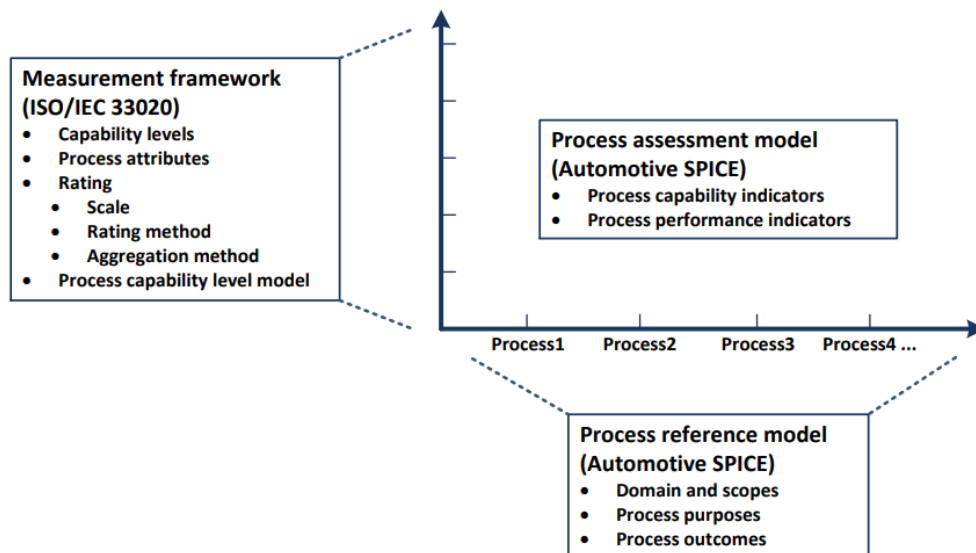 Measurement framework
(ISO/IEC 33020)
• Capability levels
• Process attributes
• Rating
• Scale
• Rating method
• Aggregation method
• Process capability level model
Process assessment model
(Automotive SPICE)
• Process capability indicators
• Process performance indicators
Process1 Process2 Process3 Process4 ...
Process reference model
(Automotive SPICE)
• Domain and scopes
• Process purposes
• Process outcomes